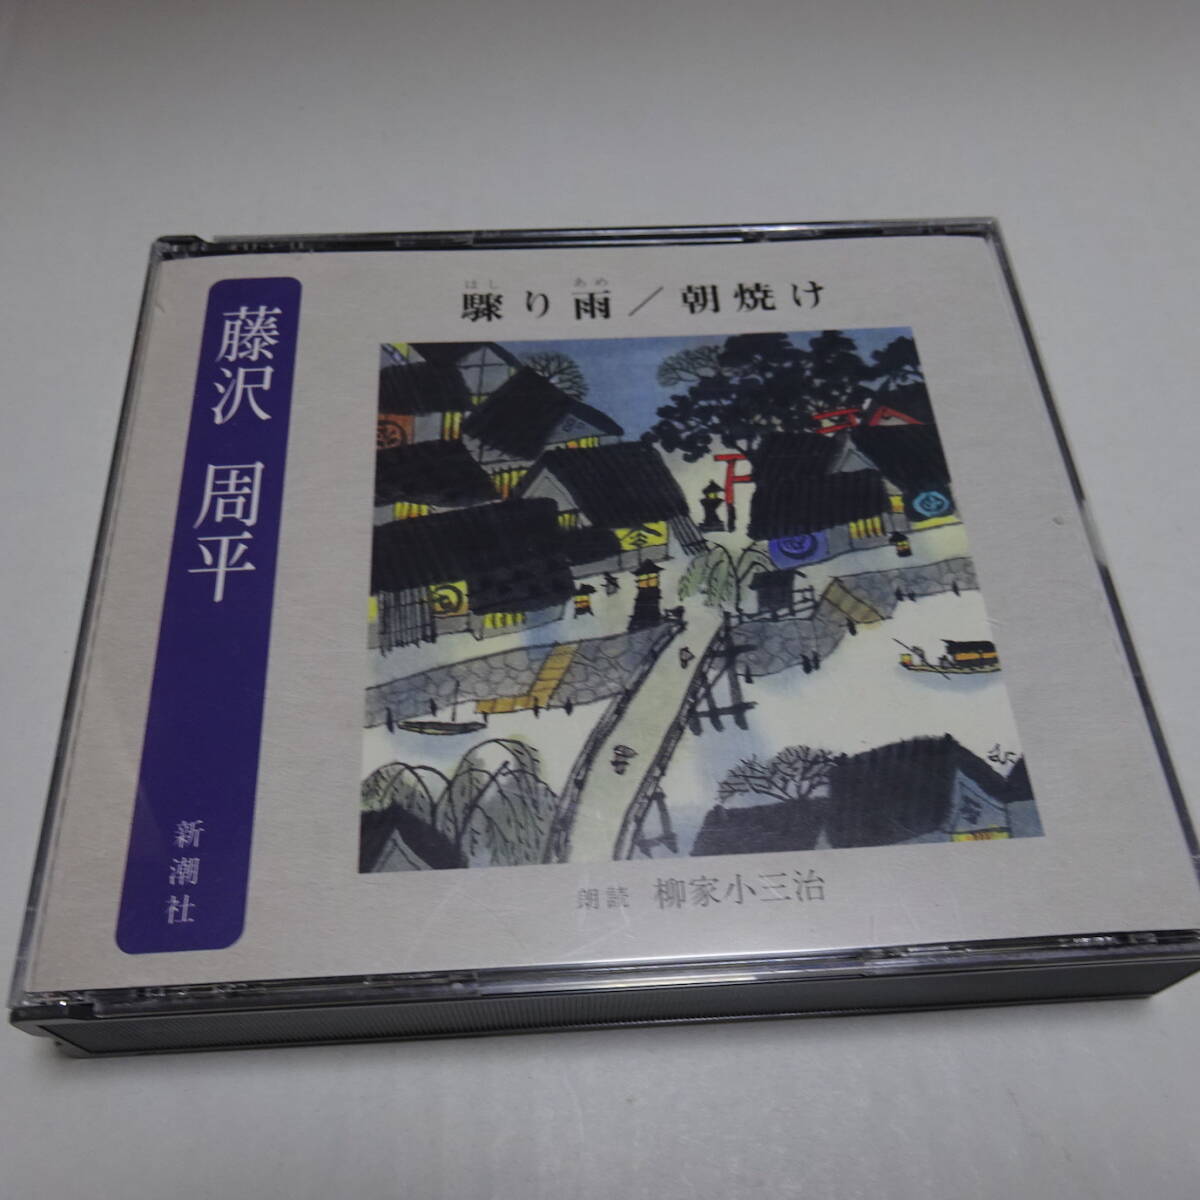 藤沢 周平
新潮社
はし あめ
驟り雨／朝焼け
朗読 柳家小三治